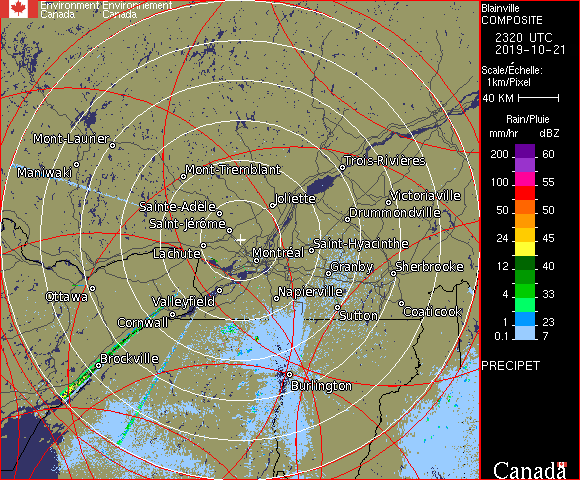 Environment Environnement
Canada Canada
Blainville
COMPOSITE
2320 UTC
2019-10-21
Scale/Échelle:
1km/Pixel
40 KM
Rain/Pluie
mm/hr dBZ
200 60
100 55
50 50
24 45
12 40
4 33
1 23
0.1 7
PRECIPET
Canada
Mont-Laurier
Maniwaki
Mont-Tremblant
Trois-Rivières
Joliette
Victoriaville
Sainte-Adèle
Drummondville
Saint-Jérôme
Saint-Hyacinthe
Lachute
Montréal
Granby
Sherbrooke
Ottawa
Valleyfield
Napierville
Cornwall
Sutton
Coaticook
Brockville
Burlington